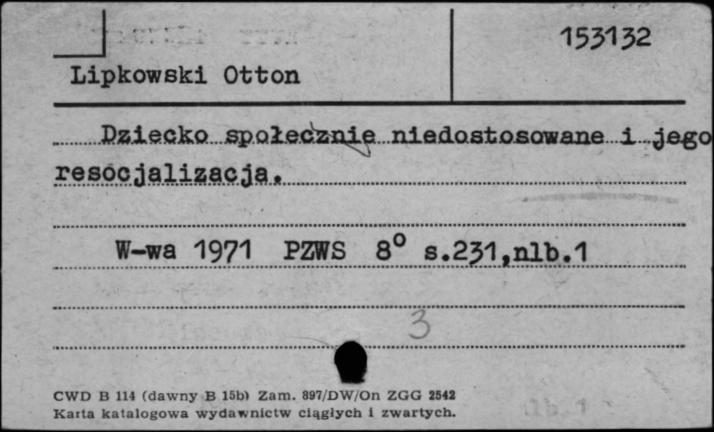 153132
Lipkowski Otton
Dziecko społecznie niedostosowane i jego
resocjalizacja.
W-wa 1971 PZWS 8° s.231,nlb.1
3
CWD B 114 (dawny B 15b) Zam. 897/DW/On ZGG 2542
Karta katalogowa wydawnictw ciągłych i zwartych.